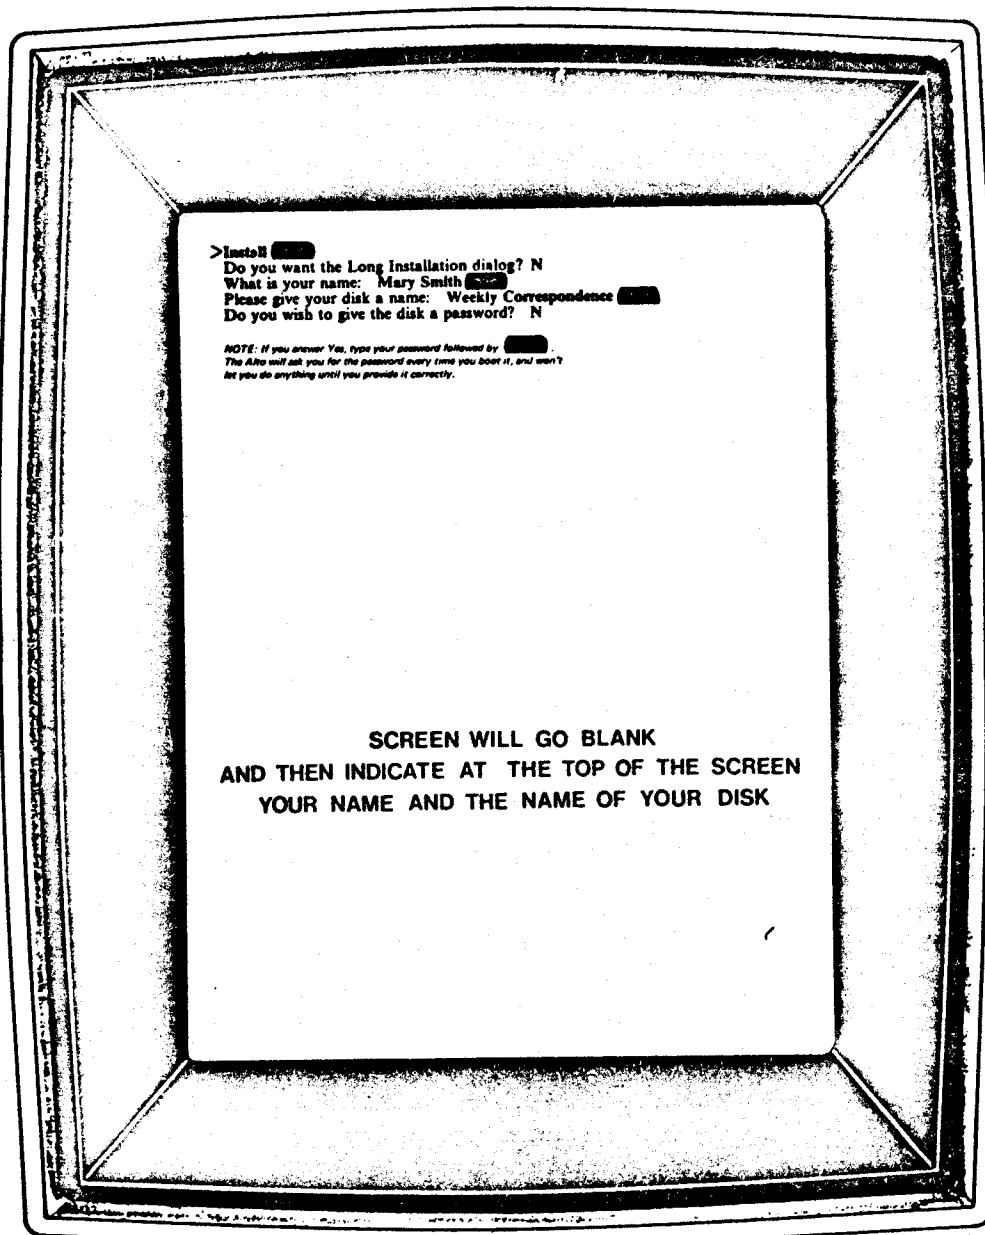 >Install
Do you want the Long Installation dialog? N
What is your name: Mary Smith
Please give your disk a name: Weekly Correspondence
Do you wish to give the disk a password? N
NOTE: If you answer Yes, type your password followed by .
The Alto will ask you for the password every time you boot it, and won't
let you do anything until you provide it correctly.
SCREEN WILL GO BLANK
AND THEN INDICATE AT THE TOP OF THE SCREEN
YOUR NAME AND THE NAME OF YOUR DISK